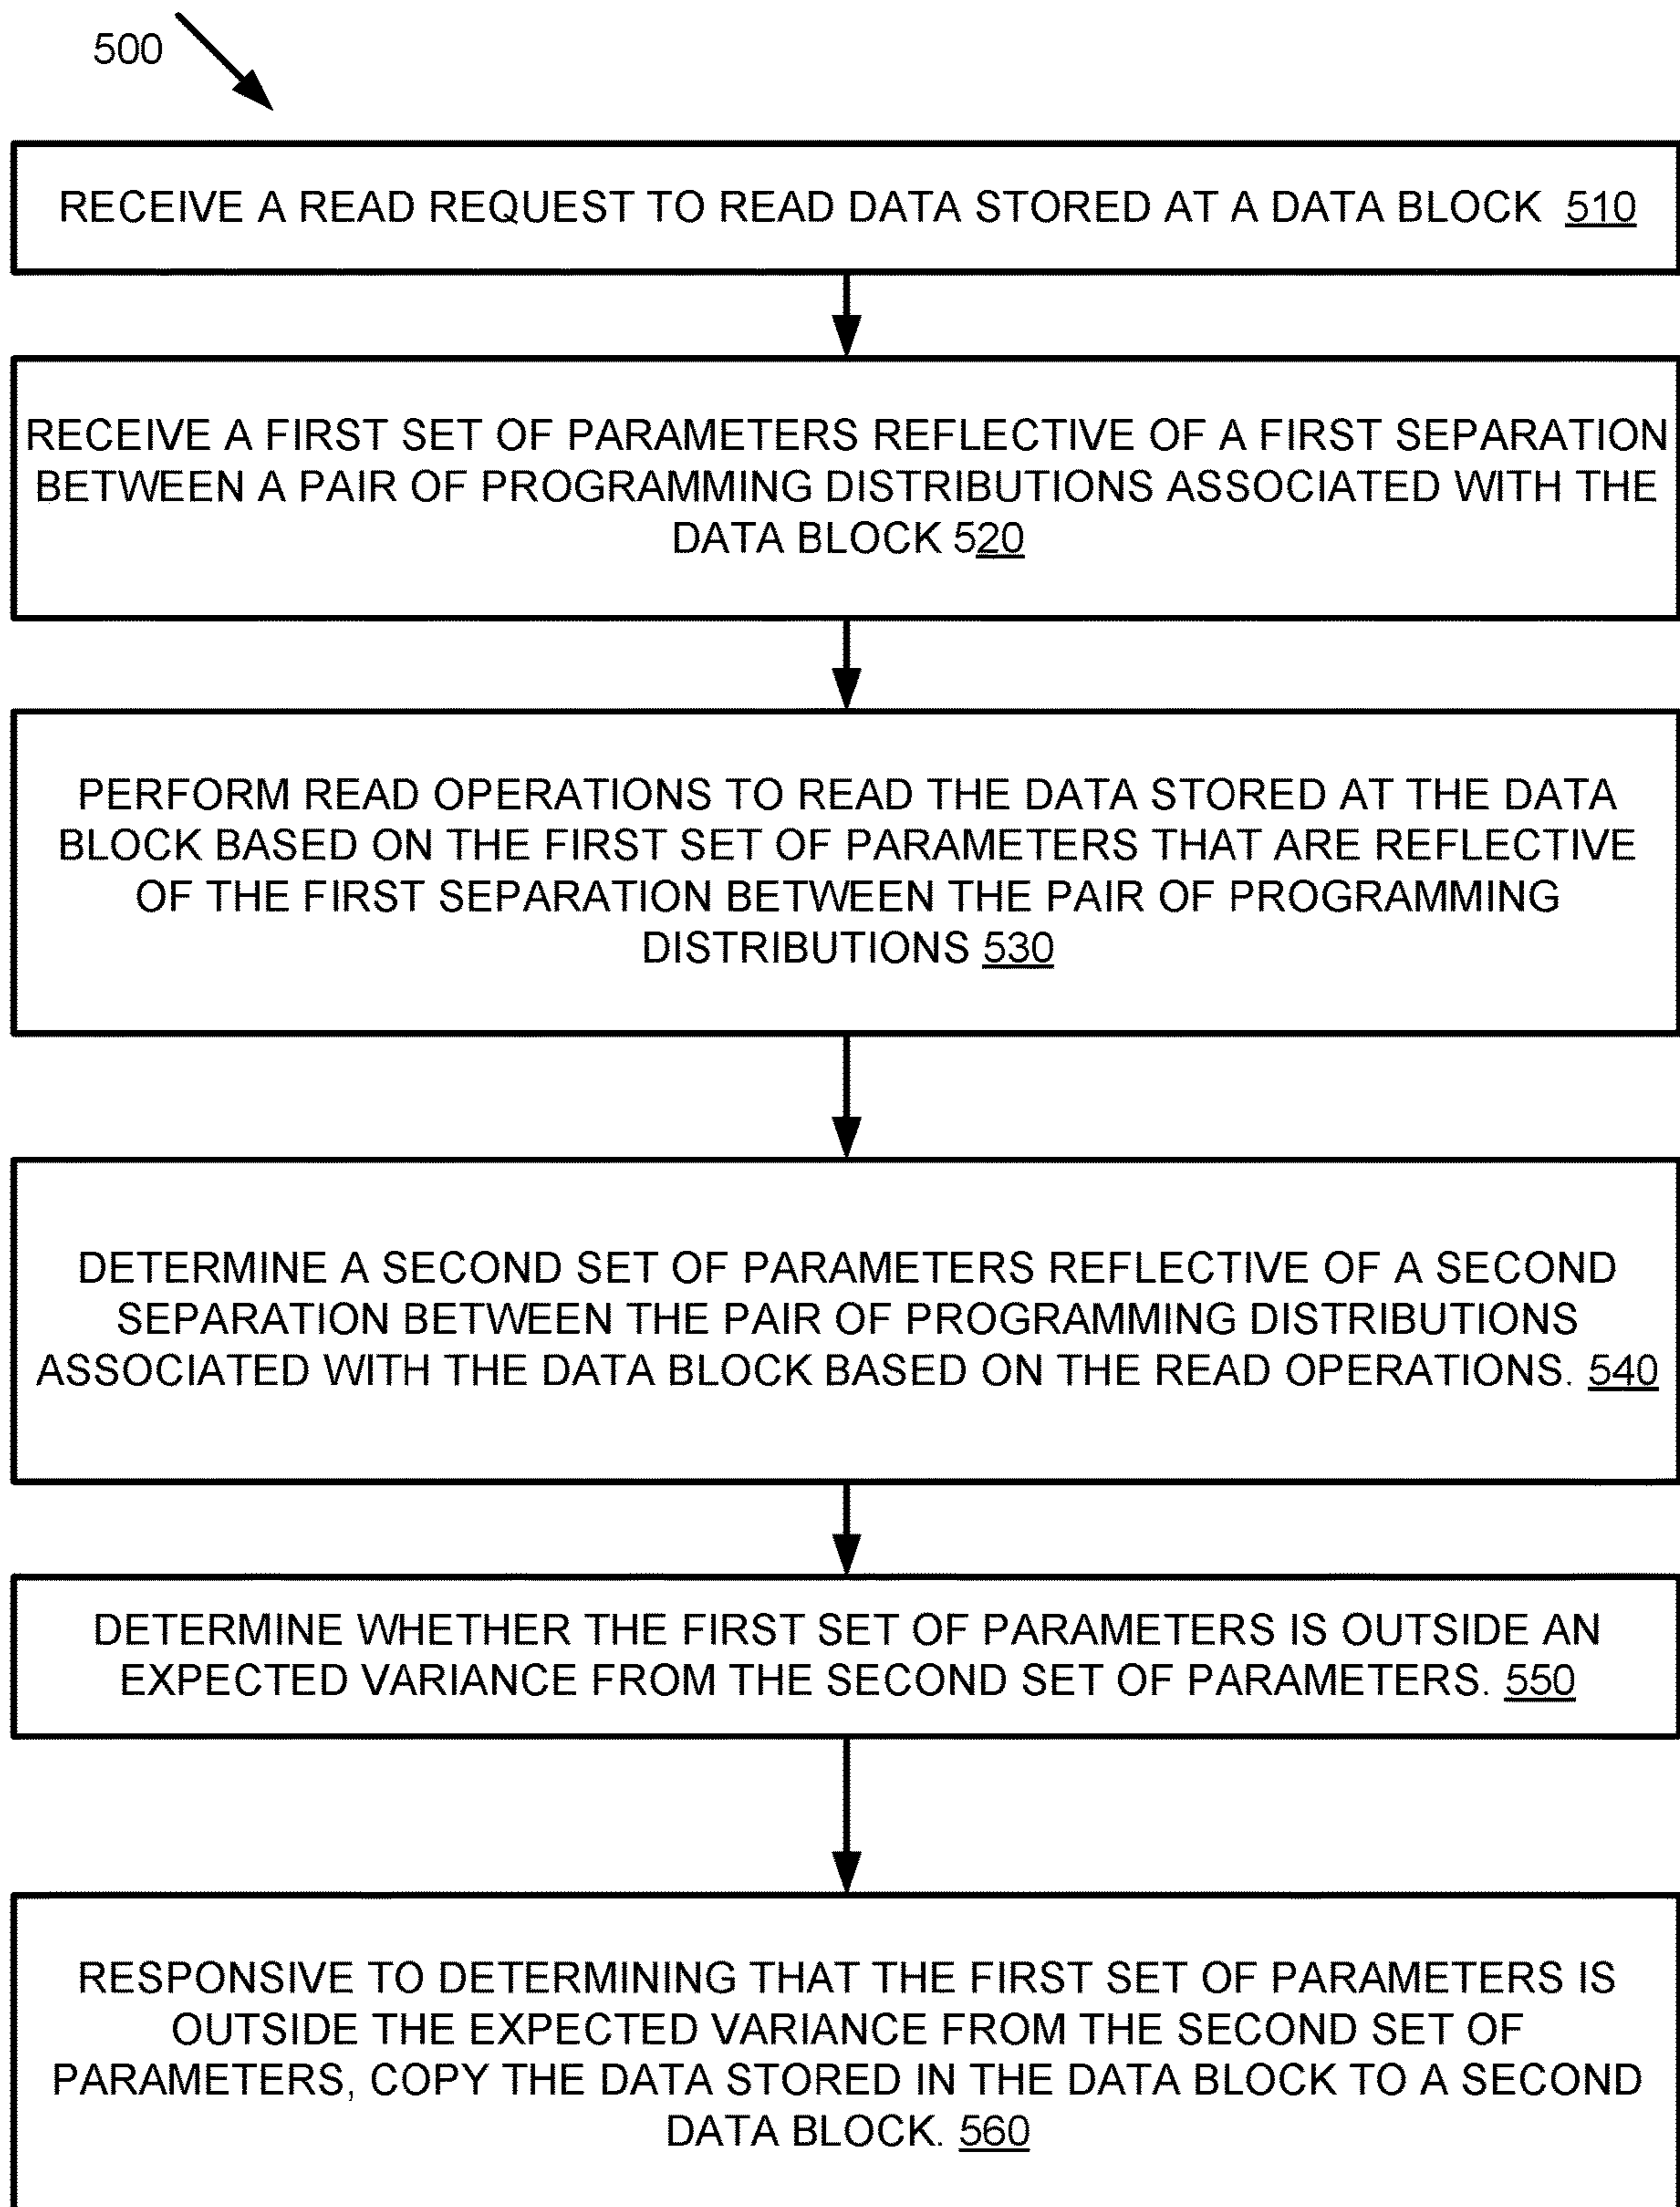 500
RECEIVE A READ REQUEST TO READ DATA STORED AT A DATA BLOCK 510
RECEIVE A FIRST SET OF PARAMETERS REFLECTIVE OF A FIRST SEPARATION
BETWEEN A PAIR OF PROGRAMMING DISTRIBUTIONS ASSOCIATED WITH THE
DATA BLOCK 520
PERFORM READ OPERATIONS TO READ THE DATA STORED AT THE DATA
BLOCK BASED ON THE FIRST SET OF PARAMETERS THAT ARE REFLECTIVE
OF THE FIRST SEPARATION BETWEEN THE PAIR OF PROGRAMMING
DISTRIBUTIONS 530
DETERMINE A SECOND SET OF PARAMETERS REFLECTIVE OF A SECOND
SEPARATION BETWEEN THE PAIR OF PROGRAMMING DISTRIBUTIONS
ASSOCIATED WITH THE DATA BLOCK BASED ON THE READ OPERATIONS. 540
DETERMINE WHETHER THE FIRST SET OF PARAMETERS IS OUTSIDE AN
EXPECTED VARIANCE FROM THE SECOND SET OF PARAMETERS. 550
RESPONSIVE TO DETERMINING THAT THE FIRST SET OF PARAMETERS IS
OUTSIDE THE EXPECTED VARIANCE FROM THE SECOND SET OF
PARAMETERS, COPY THE DATA STORED IN THE DATA BLOCK TO A SECOND
DATA BLOCK. 560